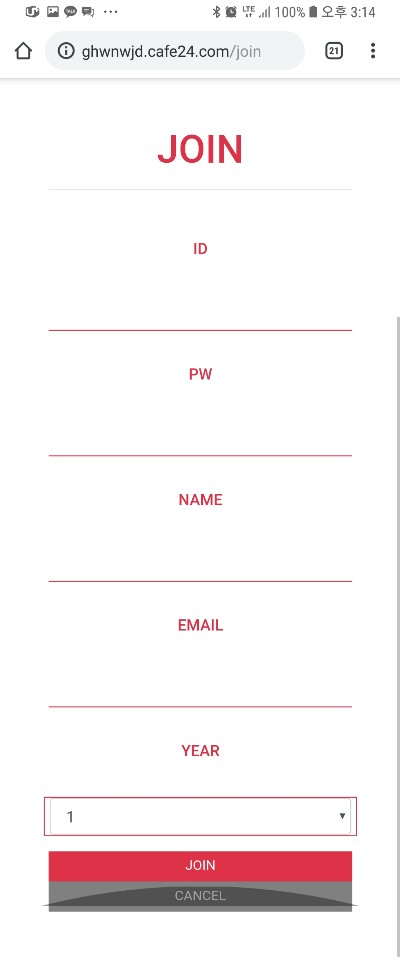 LTE 100% 오후 3:14
ghwnwjd.cafe24.com/join
21
JOIN
ID
PW
NAME
EMAIL
YEAR
1
JOIN
CANCEL